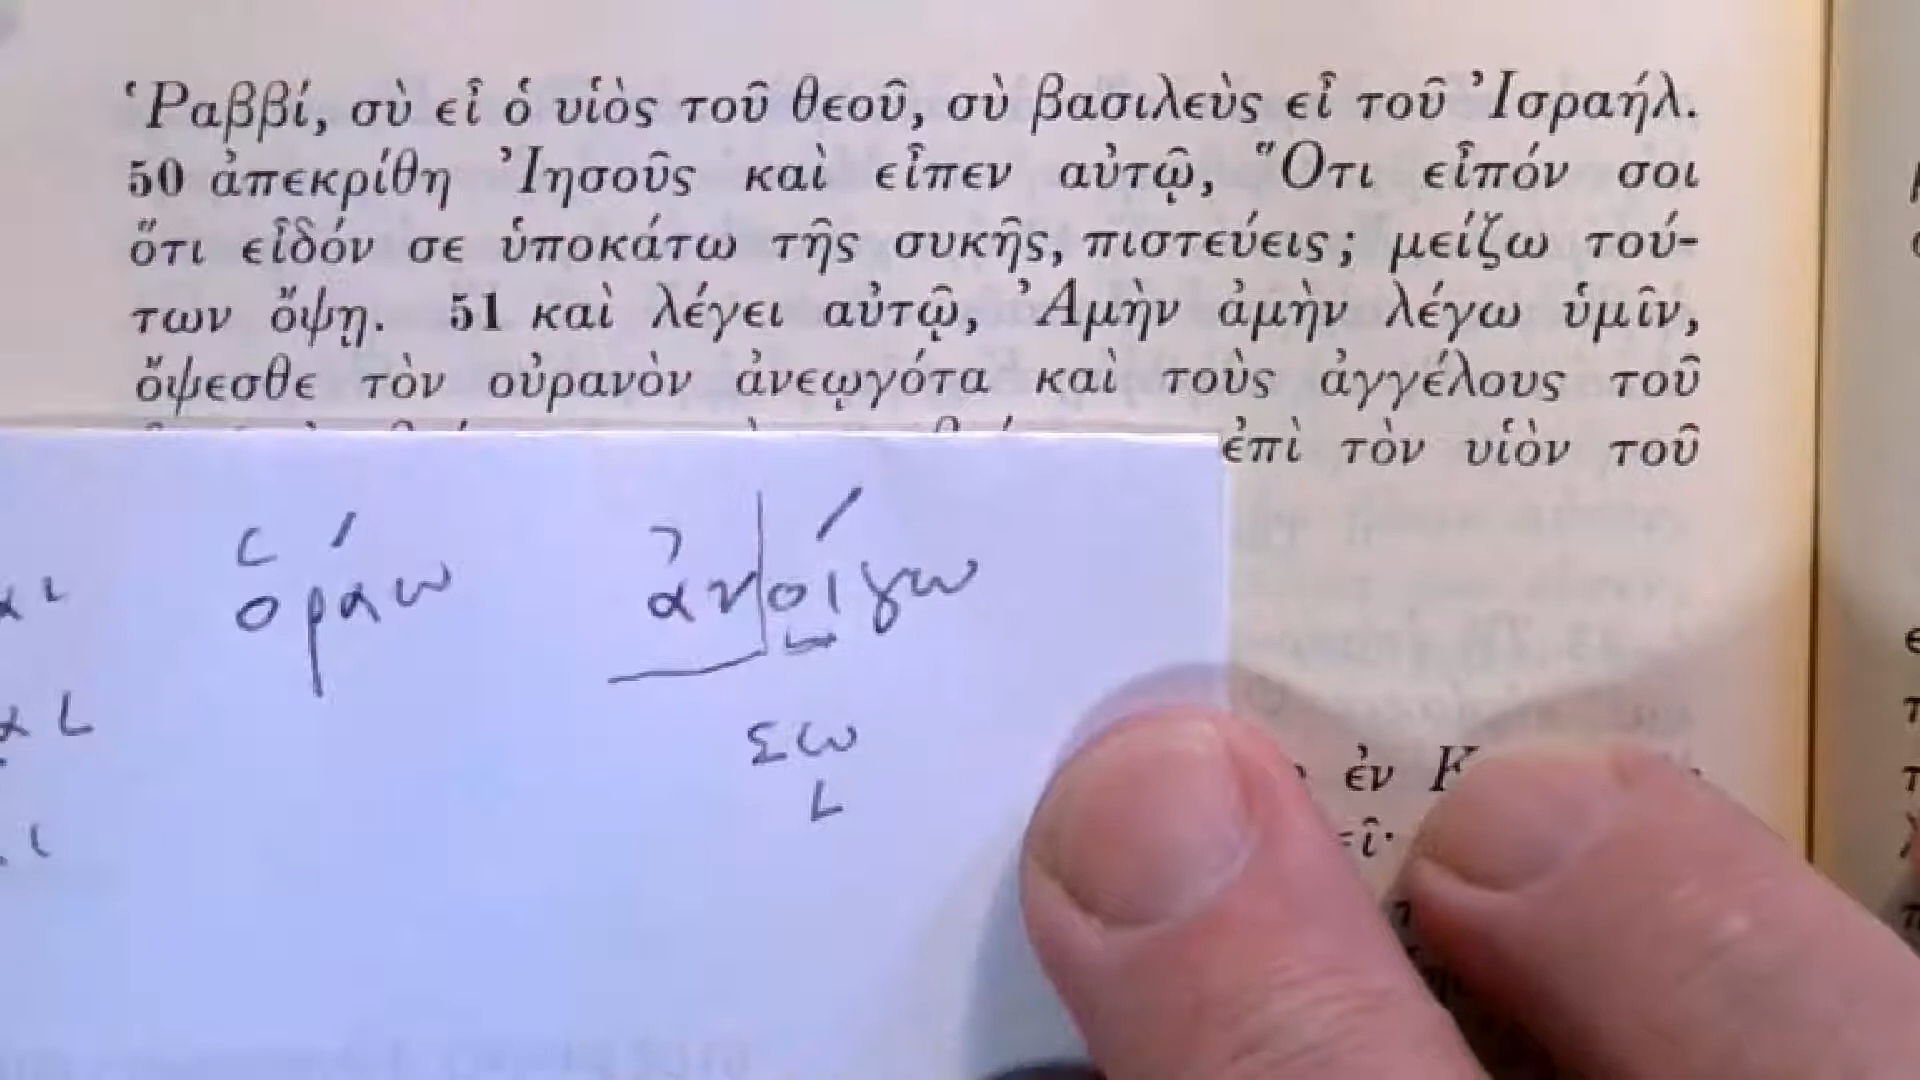 Ῥαββί, σὺ εἶ ὁ υἱὸς τοῦ θεοῦ, σὺ βασιλεὺς εἶ τοῦ Ἰσραήλ.
50 ἀπεκρίθη Ἰησοῦς καὶ εἶπεν αὐτῷ, Ὅτι εἶπόν σοι
ὅτι εἶδόν σε ὑποκάτω τῆς συκῆς, πιστεύεις; μείζω τού-
των ὄψῃ. 51 καὶ λέγει αὐτῷ, Ἀμὴν ἀμὴν λέγω ὑμῖν,
ὄψεσθε τὸν οὐρανὸν ἀνεῳγότα καὶ τοὺς ἀγγέλους τοῦ
ἐπὶ τὸν υἱὸν τοῦ
ὁράω ἀνοίγω
εω
ἐν